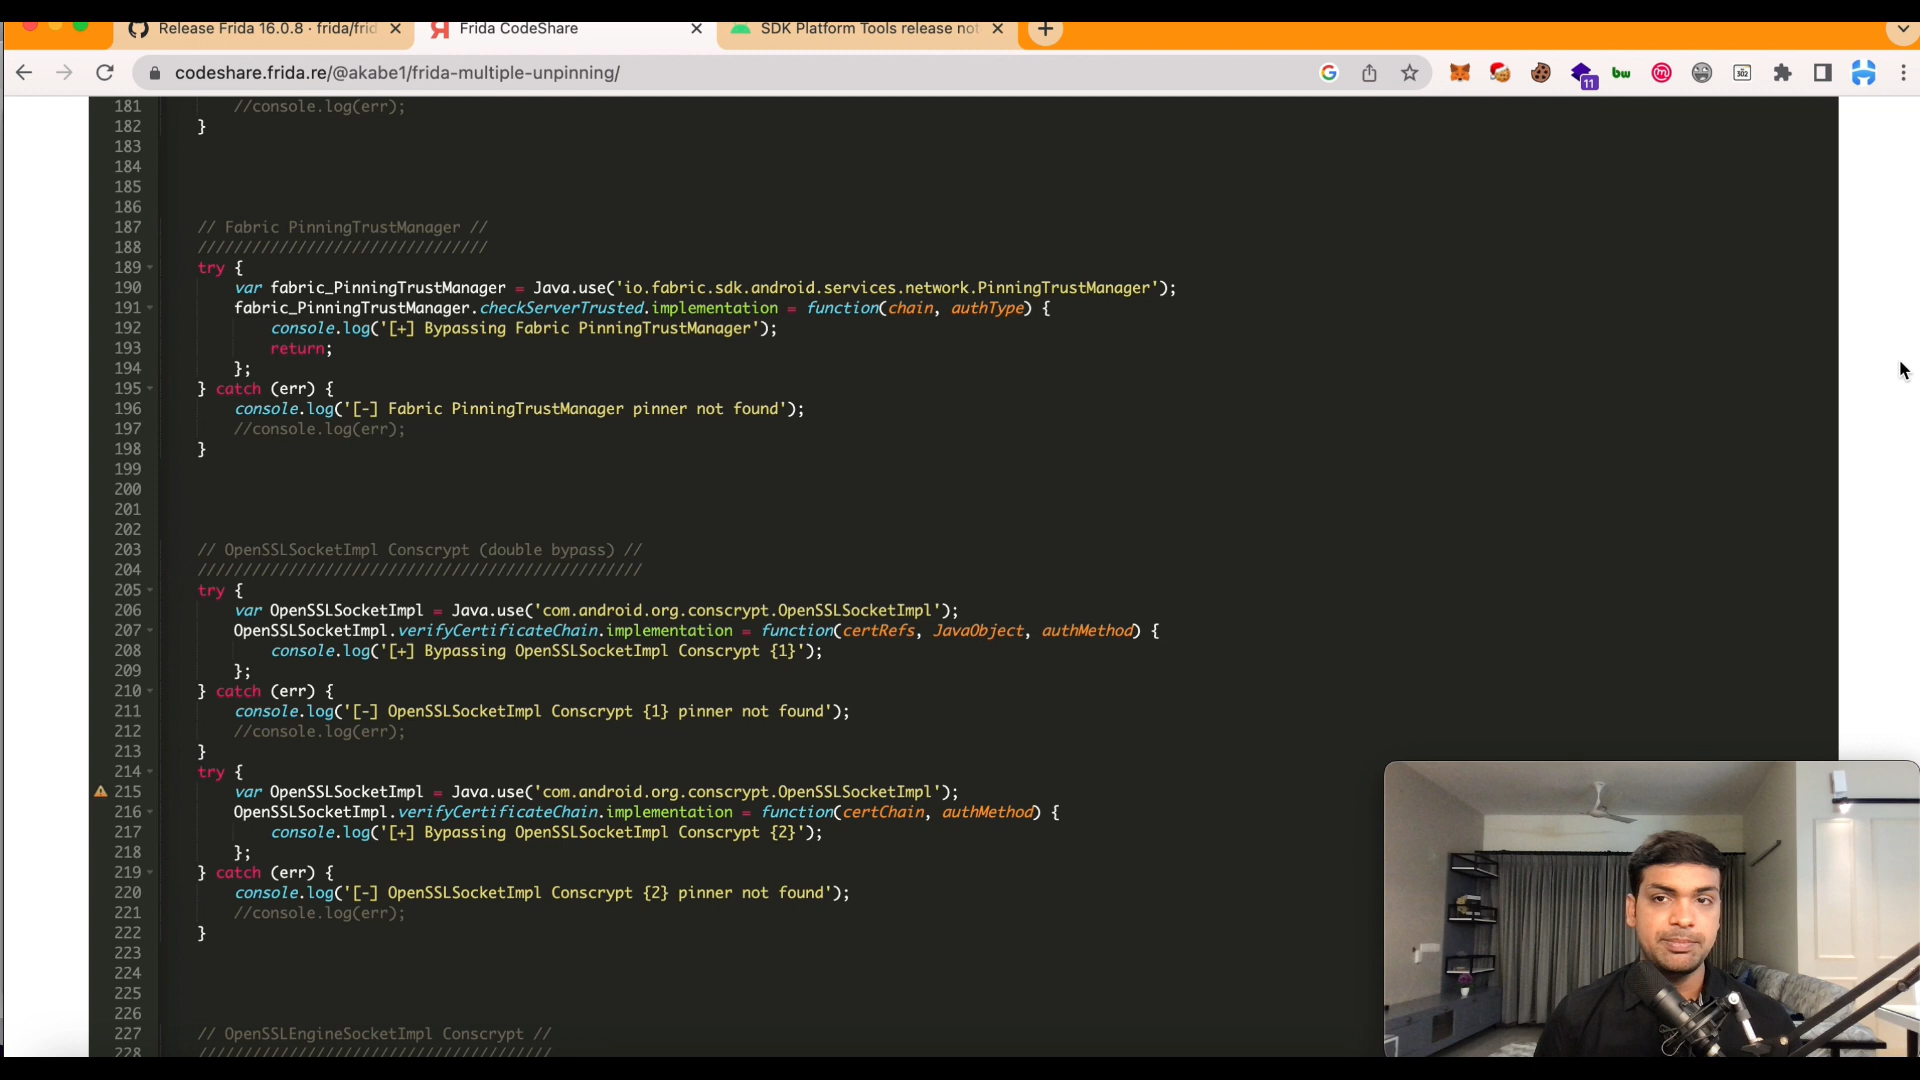 Release Frida 16.0.8 · frida/frid
Frida CodeShare
SDK Platform Tools release not
codeshare.frida.re/@akabe1/frida-multiple-unpinning/
11
bw
302
181 //console.log(err);
182 }
183
184
185
186
187 // Fabric PinningTrustManager //
188 ////////////////////////////////
189 try {
190 var fabric_PinningTrustManager = Java.use('io.fabric.sdk.android.services.network.PinningTrustManager');
191 fabric_PinningTrustManager.checkServerTrusted.implementation = function(chain, authType) {
192 console.log('[+] Bypassing Fabric PinningTrustManager');
193 return;
194 };
195 } catch (err) {
196 console.log('[-] Fabric PinningTrustManager pinner not found');
197 //console.log(err);
198 }
199
200
201
202
203 // OpenSSLSocketImpl Conscrypt (double bypass) //
204 /////////////////////////////////////////////////
205 try {
206 var OpenSSLSocketImpl = Java.use('com.android.org.conscrypt.OpenSSLSocketImpl');
207 OpenSSLSocketImpl.verifyCertificateChain.implementation = function(certRefs, JavaObject, authMethod) {
208 console.log('[+] Bypassing OpenSSLSocketImpl Conscrypt {1}');
209 };
210 } catch (err) {
211 console.log('[-] OpenSSLSocketImpl Conscrypt {1} pinner not found');
212 //console.log(err);
213 }
214 try {
215 var OpenSSLSocketImpl = Java.use('com.android.org.conscrypt.OpenSSLSocketImpl');
216 OpenSSLSocketImpl.verifyCertificateChain.implementation = function(certChain, authMethod) {
217 console.log('[+] Bypassing OpenSSLSocketImpl Conscrypt {2}');
218 };
219 } catch (err) {
220 console.log('[-] OpenSSLSocketImpl Conscrypt {2} pinner not found');
221 //console.log(err);
222 }
223
224
225
226
227 // OpenSSLEngineSocketImpl Conscrypt //
228 ///////////////////////////////////////